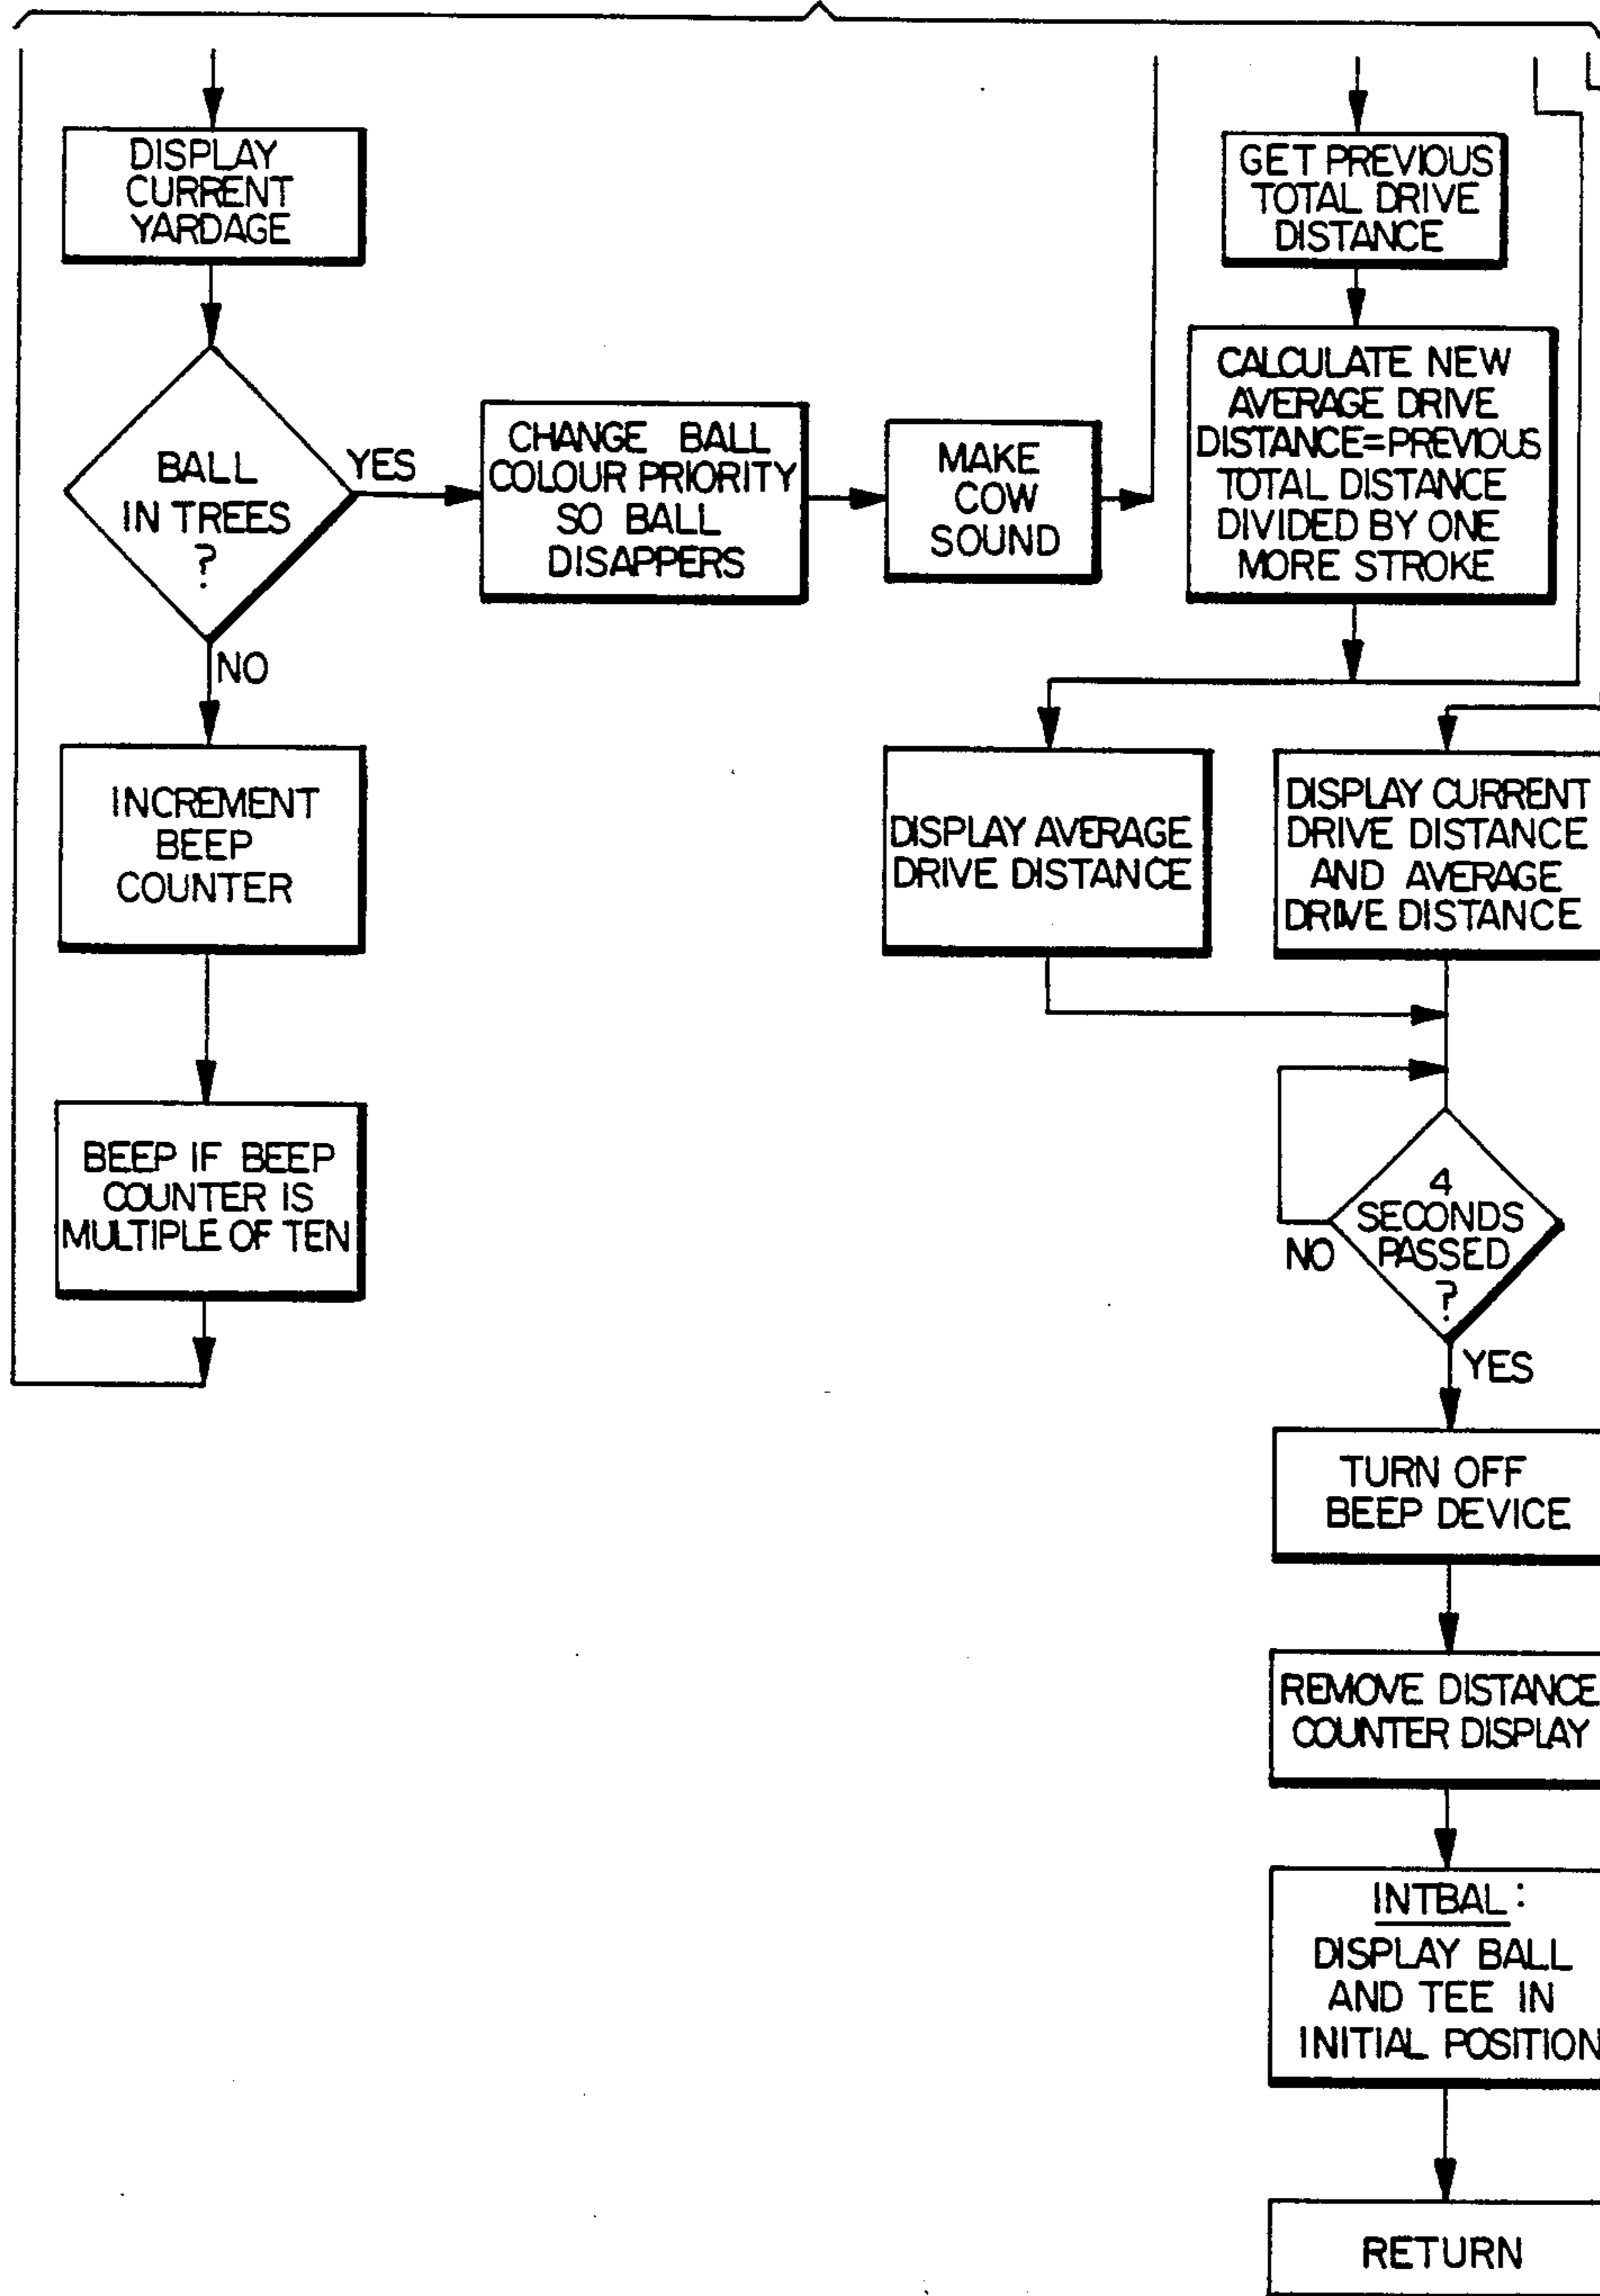 DISPLAY
CURRENT
YARDAGE
BALL
IN TREES
?
YES
NO
CHANGE BALL
COLOUR PRIORITY
SO BALL
DISAPPERS
MAKE
COW
SOUND
INCREMENT
BEEP
COUNTER
BEEP IF BEEP
COUNTER IS
MULTIPLE OF TEN
GET PREVIOUS
TOTAL DRIVE
DISTANCE
CALCULATE NEW
AVERAGE DRIVE
DISTANCE=PREVIOUS
TOTAL DISTANCE
DIVIDED BY ONE
MORE STROKE
DISPLAY AVERAGE
DRIVE DISTANCE
DISPLAY CURRENT
DRIVE DISTANCE
AND AVERAGE
DRIVE DISTANCE
4
SECONDS
PASSED
?
NO
YES
TURN OFF
BEEP DEVICE
REMOVE DISTANCE
COUNTER DISPLAY
INTBAL:
DISPLAY BALL
AND TEE IN
INITIAL POSITION
RETURN